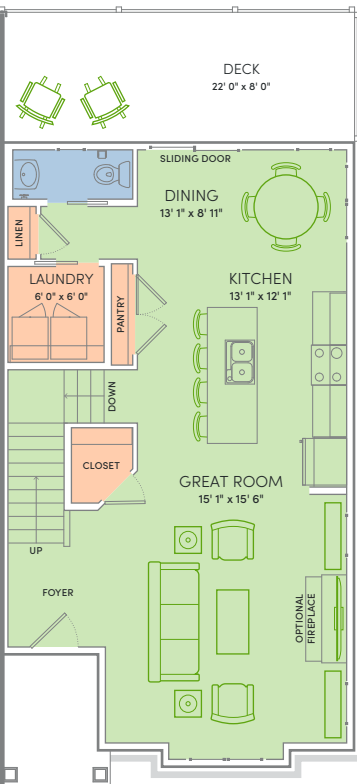 DECK
22' 0" x 8' 0"
SLIDING DOOR
DINING
13' 1" x 8' 11"
LINEN
LAUNDRY
6' 0" x 6' 0"
PANTRY
KITCHEN
13' 1" x 12' 1"
DOWN
CLOSET
GREAT ROOM
15' 1" x 15' 6"
UP
FOYER
OPTIONAL
FIREPLACE